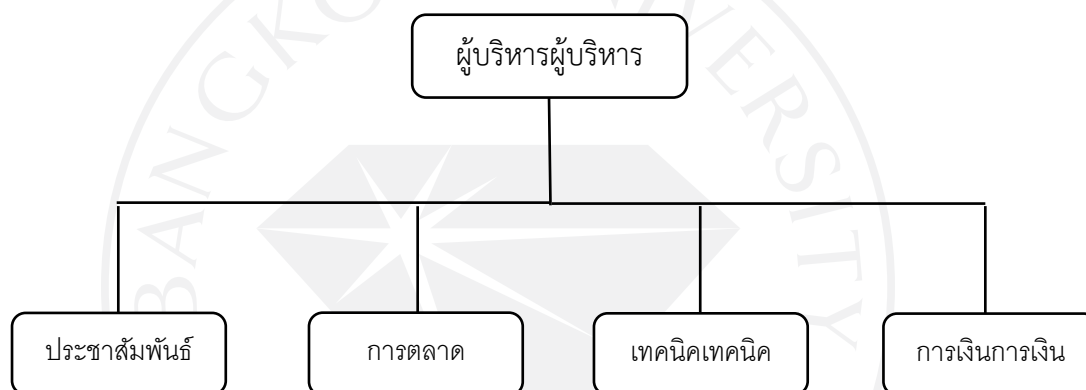 BANGKOK UNIVERSITY
ผู้บริหารผู้บริหาร
ประชาสัมพันธ์
การตลาด
เทคนิคเทคนิค
การเงินการเงิน